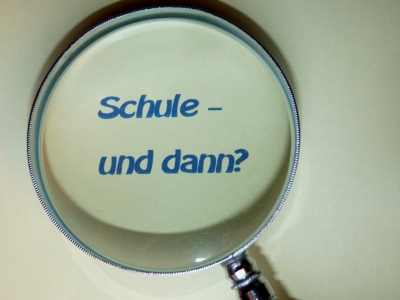 Schule –
und dann?